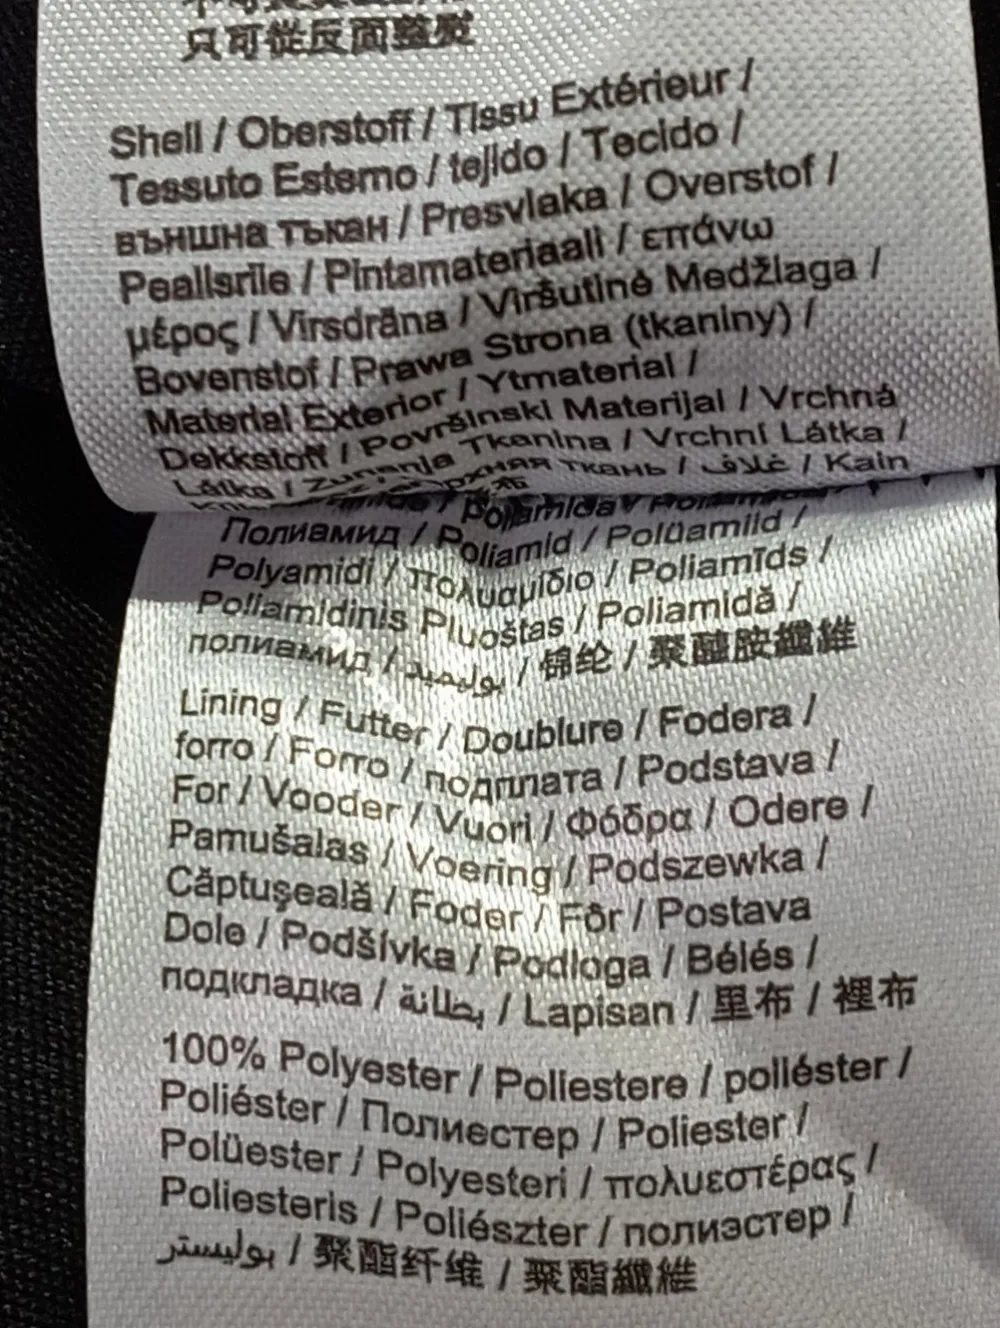 只可從反面整熨
Shell / Oberstoff / Tissu Extérieur /
Tessuto Esterno / tejido / Tecido /
външна тъкан / Presvlaka / Overstof /
Pealisriie / Pintamateriaali / επάνω
μέρος / Virsdrāna / Viršutinė Medžiaga /
Bovenstof / Prawa Strona (tkaniny) /
Material Exterior / Ytmaterial /
Dekkstoff / Površinski Materijal / Vrchná
Látka / Zunanja Tkanina / Vrchní Látka /
ткань / غلاف / Kain
布
Полиамид / Poliamid / Polüamiid /
Polyamidi / πολυαμίδιο / Poliamīds /
Poliamidinis Pluoštas / Poliamidă /
полиамид / بوليميد / 锦纶 / 聚醯胺纖維
Lining / Futter / Doublure / Fodera /
forro / Forro / подплата / Podstava /
For / Vooder / Vuori / Φόδρα / Odere /
Pamušalas / Voering / Podszewka /
Căptuşeală / Foder / Fôr / Postava
Dole / Podšívka / Podloga / Bélés /
подкладка / بطانة / Lapisan / 里布 / 裡布
100% Polyester / Poliestere / poliéster /
Poliéster / Полиестер / Poliester /
Polüester / Polyesteri / πολυεστέρας /
Poliesteris / Poliészter / полиэстер /
بوليستر / 聚酯纤维 / 聚酯纖維